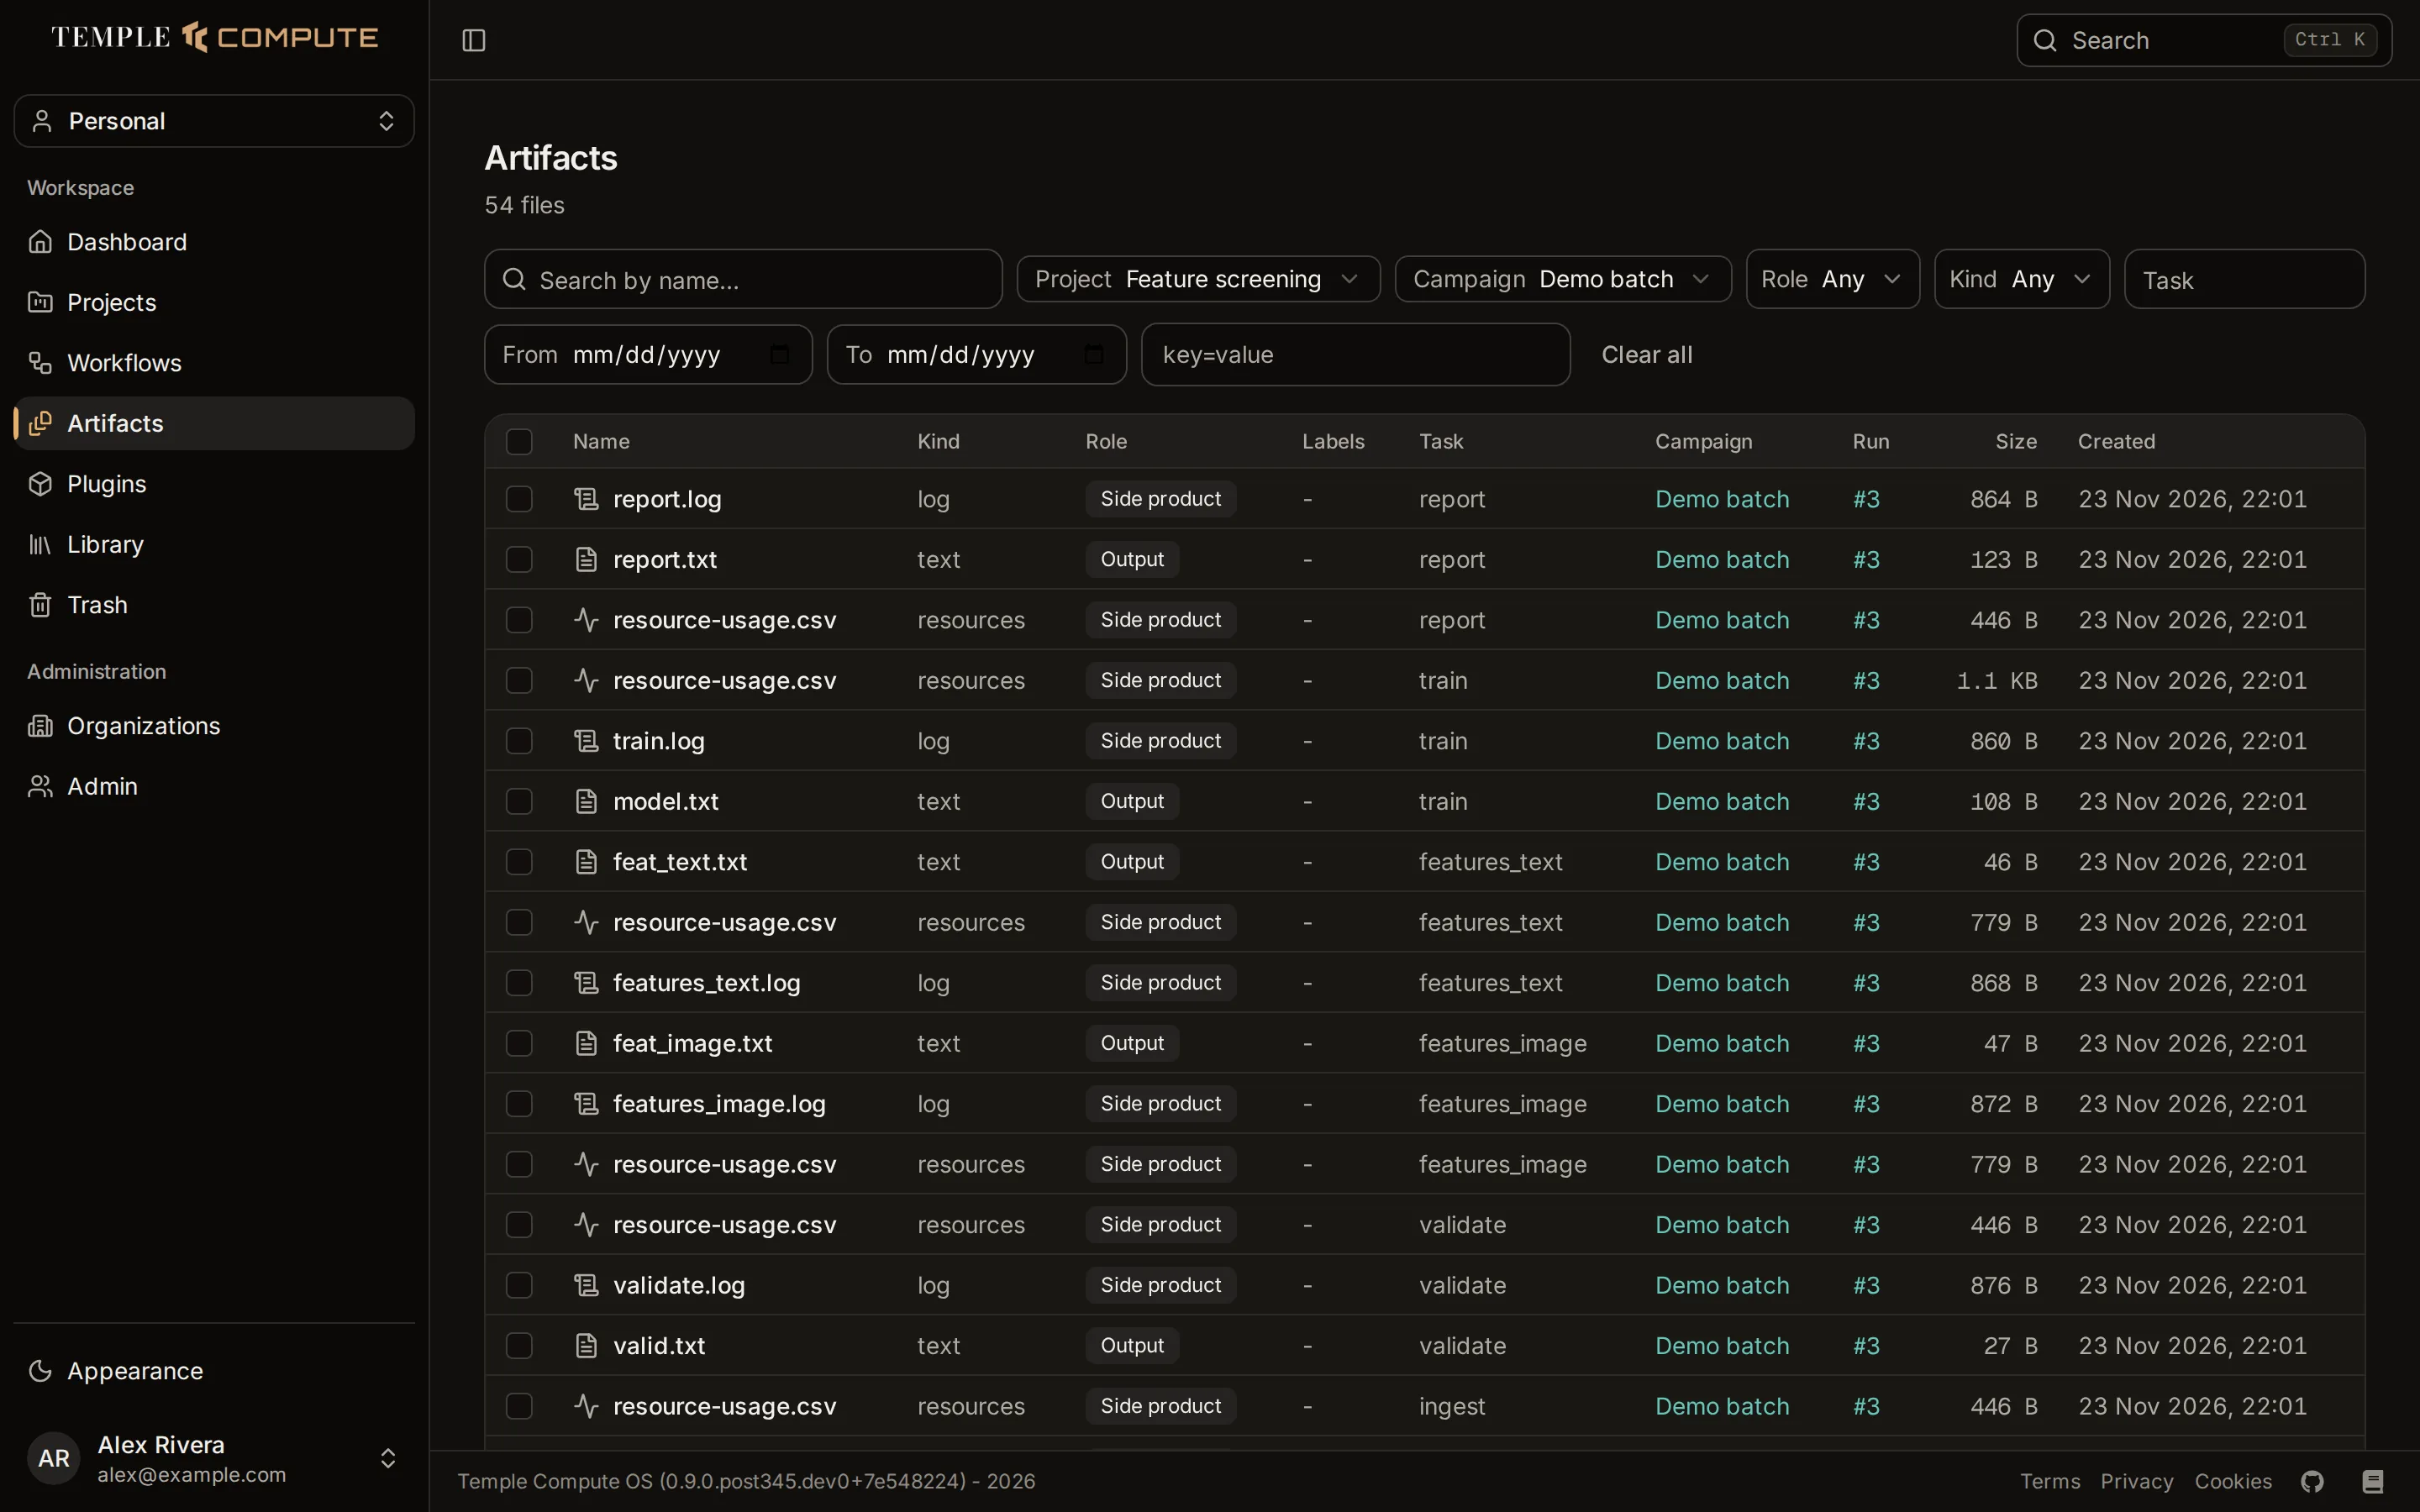 TEMPLE COMPUTE
Search Ctrl K
Personal
Workspace
Dashboard
Projects
Workflows
Artifacts
Plugins
Library
Trash
Administration
Organizations
Admin
Appearance
AR Alex Rivera
alex@example.com
Artifacts
54 files
Search by name... Project Feature screening Campaign Demo batch Role Any Kind Any Task
From mm/dd/yyyy To mm/dd/yyyy key=value Clear all
Name Kind Role Labels Task Campaign Run Size Created
report.log log Side product - report Demo batch #3 864 B 23 Nov 2026, 22:01
report.txt text Output - report Demo batch #3 123 B 23 Nov 2026, 22:01
resource-usage.csv resources Side product - report Demo batch #3 446 B 23 Nov 2026, 22:01
resource-usage.csv resources Side product - train Demo batch #3 1.1 KB 23 Nov 2026, 22:01
train.log log Side product - train Demo batch #3 860 B 23 Nov 2026, 22:01
model.txt text Output - train Demo batch #3 108 B 23 Nov 2026, 22:01
feat_text.txt text Output - features_text Demo batch #3 46 B 23 Nov 2026, 22:01
resource-usage.csv resources Side product - features_text Demo batch #3 779 B 23 Nov 2026, 22:01
features_text.log log Side product - features_text Demo batch #3 868 B 23 Nov 2026, 22:01
feat_image.txt text Output - features_image Demo batch #3 47 B 23 Nov 2026, 22:01
features_image.log log Side product - features_image Demo batch #3 872 B 23 Nov 2026, 22:01
resource-usage.csv resources Side product - features_image Demo batch #3 779 B 23 Nov 2026, 22:01
resource-usage.csv resources Side product - validate Demo batch #3 446 B 23 Nov 2026, 22:01
validate.log log Side product - validate Demo batch #3 876 B 23 Nov 2026, 22:01
valid.txt text Output - validate Demo batch #3 27 B 23 Nov 2026, 22:01
resource-usage.csv resources Side product - ingest Demo batch #3 446 B 23 Nov 2026, 22:01
Temple Compute OS (0.9.0.post345.dev0+7e548224) - 2026
Terms Privacy Cookies